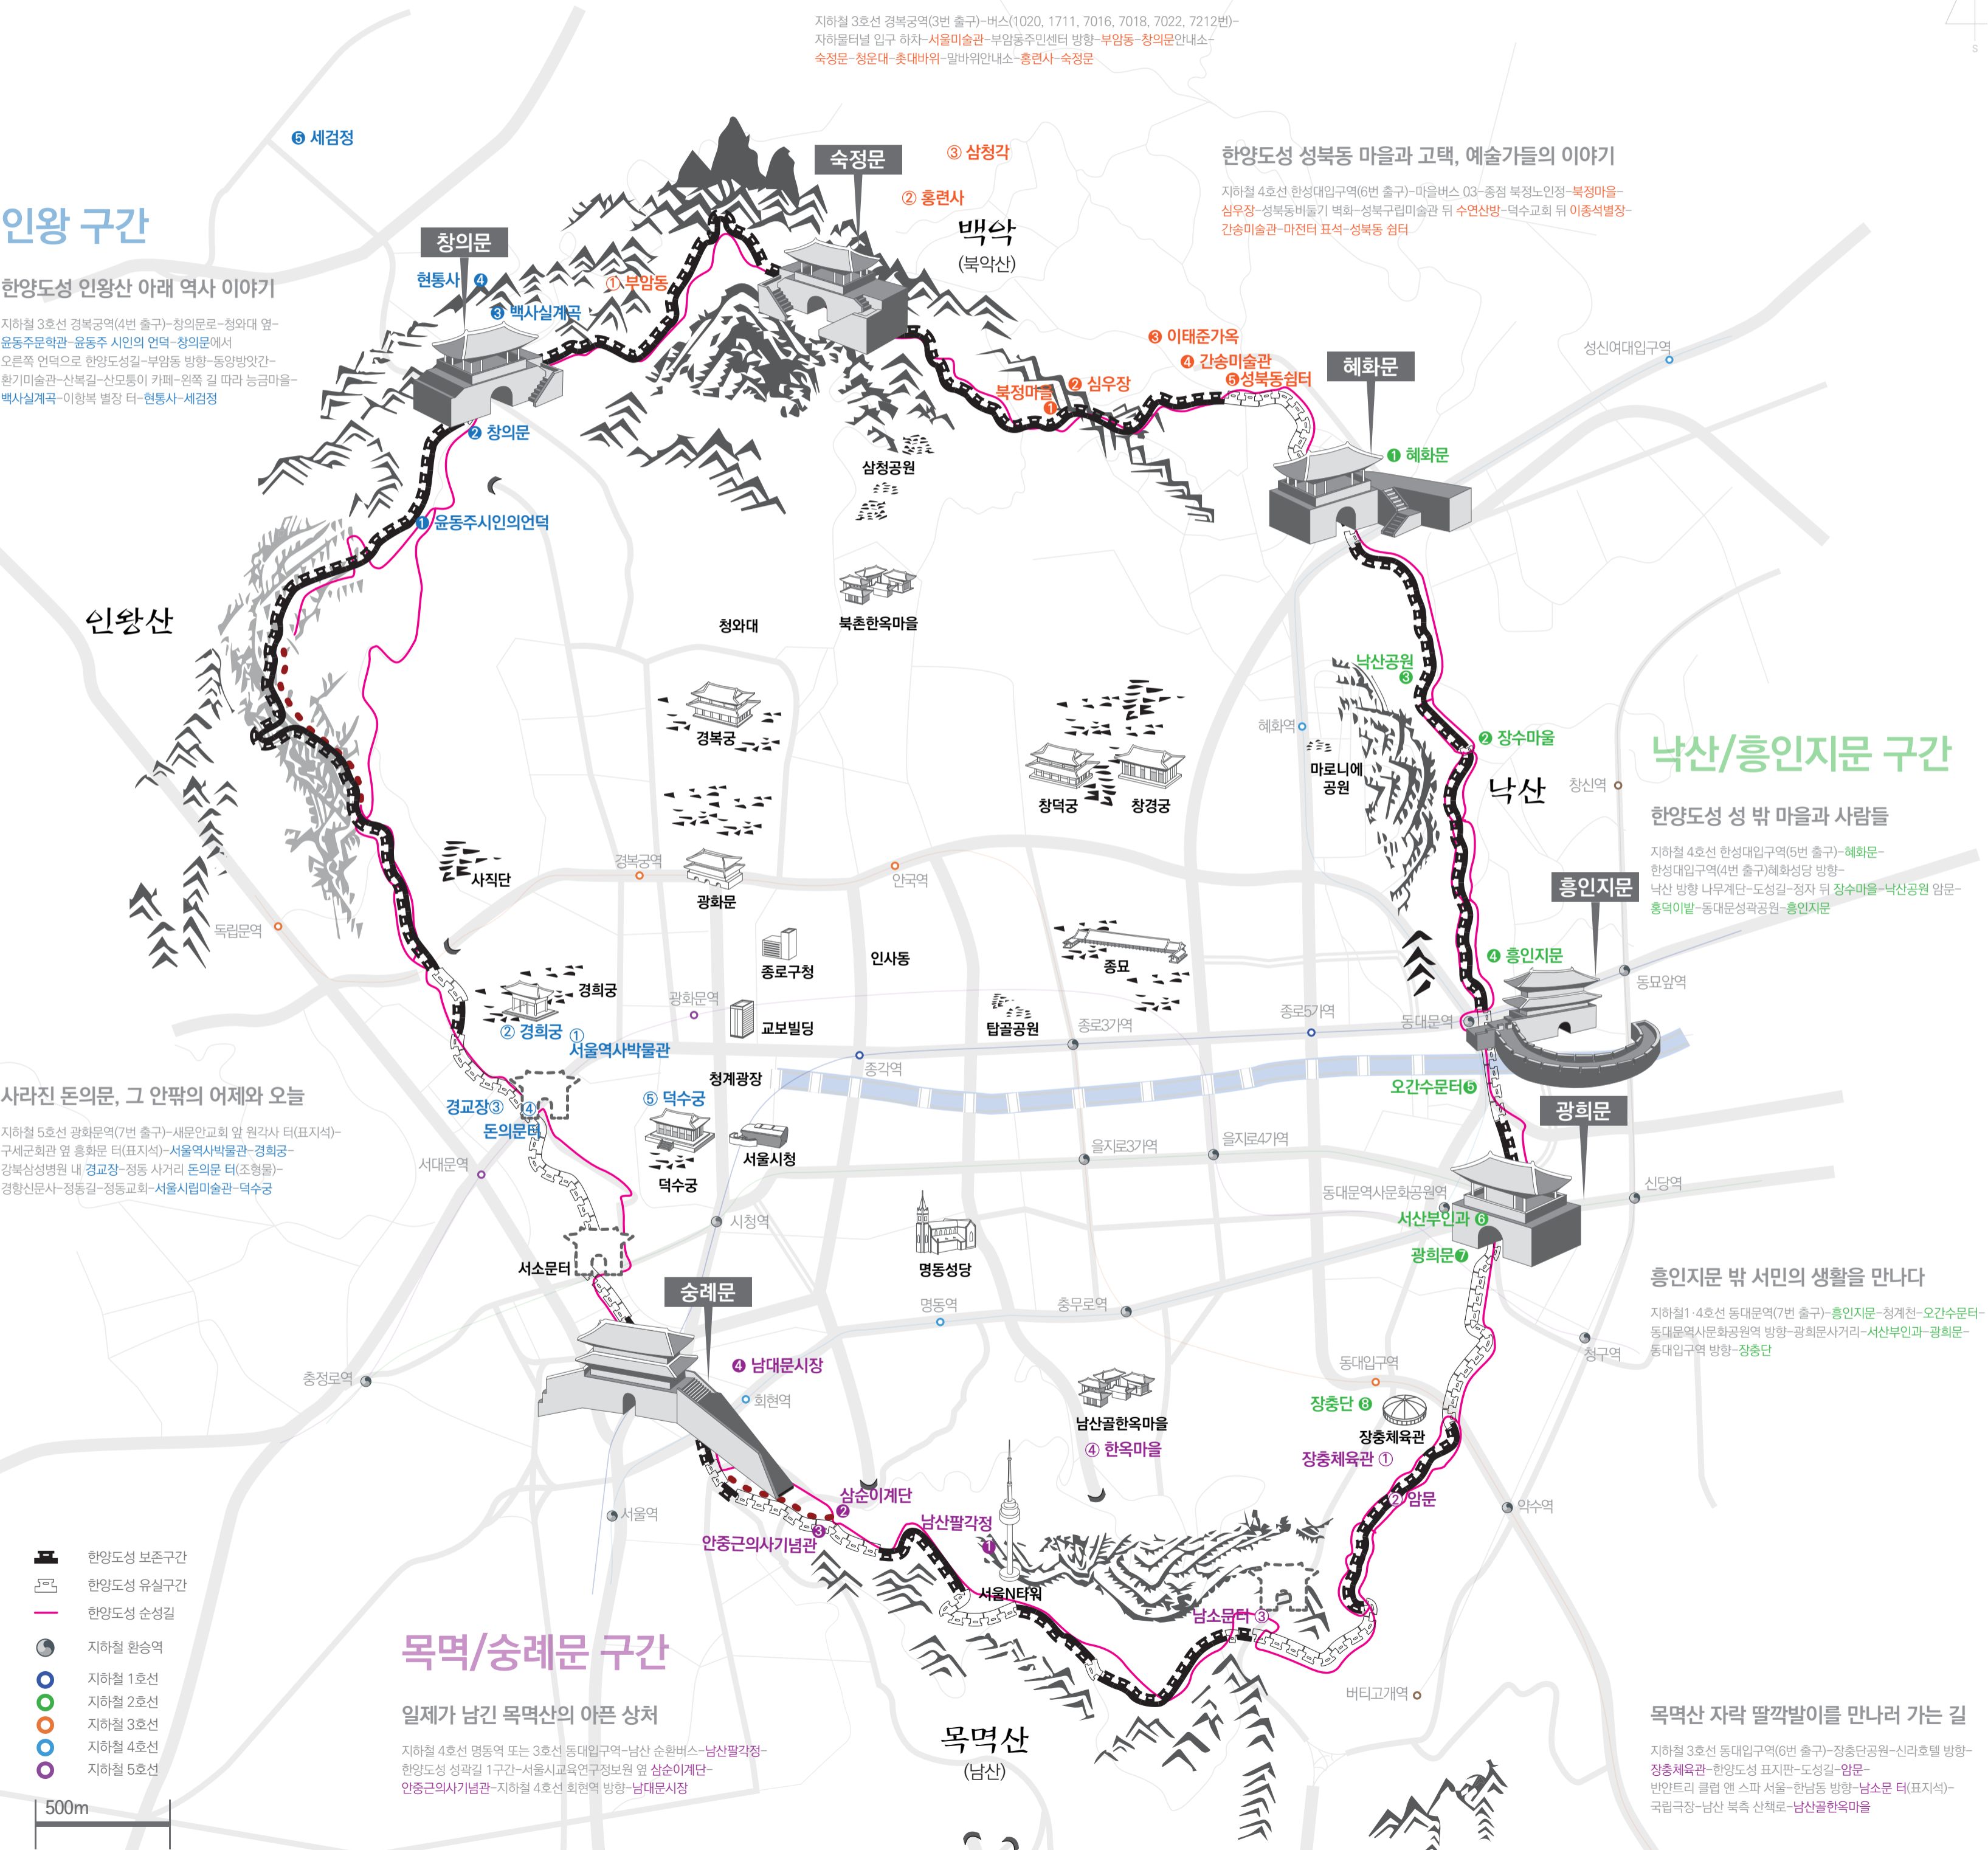 지하철 3호선 경복궁역(3번 출구)-버스(1020, 1711, 7016, 7018, 7022, 7212번)-
자하물터널 입구 하차-서울미술관-부암동주민센터 방향-부암동-창의문안내소-
숙정문-청운대-촛대바위-말바위안내소-홍련사-숙정문
S
❺ 세검정
숙정문
③ 삼청각
② 홍련사
백악
(북악산)
한양도성 성북동 마을과 고택, 예술가들의 이야기
지하철 4호선 한성대입구역(6번 출구)-마을버스 03-종점 북정노인정-북정마을-
심우장-성북동비둘기 벽화-성북구립미술관 뒤 수연산방-덕수교회 뒤 이종석별장-
간송미술관-마전터 표석-성북동 쉼터
인왕 구간
한양도성 인왕산 아래 역사 이야기
지하철 3호선 경복궁역(4번 출구)-창의문로-청와대 옆-
윤동주문학관-윤동주 시인의 언덕-창의문에서
오른쪽 언덕으로 한양도성길-부암동 방향-동양방앗간-
환기미술관-산복길-산모퉁이 카페-왼쪽 길 따라 능금마을-
백사실계곡-이항복 별장 터-현통사-세검정
창의문
현통사 ❹
❸ 백사실계곡
① 부암동
❷ 창의문
❶ 윤동주시인의언덕
❸ 이태준가옥
❹ 간송미술관
❺성북동쉼터
북정마을
❶
❷ 심우장
혜화문
❶ 혜화문
성신여대입구역
삼청공원
인왕산
청와대
북촌한옥마을
경복궁
창덕궁
창경궁
혜화역
마로니에
공원
낙산공원
❸
❷ 장수마울
낙산
창신역
낙산/흥인지문 구간
한양도성 성 밖 마을과 사람들
지하철 4호선 한성대입구역(5번 출구)-혜화문-
한성대입구역(4번 출구)혜화성당 방향-
낙산 방향 나무계단-도성길-정자 뒤 장수마을-낙산공원 암문-
홍덕이밭-동대문성곽공원-흥인지문
사직단
경복궁역
광화문
안국역
독립문역
종로구청
인사동
종묘
흥인지문
❹ 흥인지문
동묘앞역
경희궁
② 경희궁
①
서울역사박물관
광화문역
교보빌딩
탑골공원
종로3가역
종로5가역
동대문역
종각역
청계광장
오간수문터❺
광희문
사라진 돈의문, 그 안팎의 어제와 오늘
지하철 5호선 광화문역(7번 출구)-새문안교회 앞 원각사 터(표지석)-
구세군회관 옆 흥화문 터(표지석)-서울역사박물관-경희궁-
강북삼성병원 내 경교장-정동 사거리 돈의문 터(조형물)-
경향신문사-정동길-정동교회-서울시립미술관-덕수궁
경교장③
④
돈의문터
⑤ 덕수궁
서대문역
덕수궁
서울시청
을지로3가역
을지로4가역
동대문역사문화공원역
신당역
서산부인과 ❻
광희문❼
시청역
명동성당
서소문터
숭례문
명동역
충무로역
흥인지문 밖 서민의 생활을 만나다
지하철1·4호선 동대문역(7번 출구)-흥인지문-청계천-오간수문터-
동대문역사문화공원역 방향-광희문사거리-서산부인과-광희문-
동대입구역 방향-장충단
청구역
충정로역
❹ 남대문시장
회현역
동대입구역
장충단 ❽
장충체육관
장충체육관 ①
남산골한옥마을
④ 한옥마을
② 암문
약수역
서울역
삼순이계단
❷
❸
안중근의사기념관
남산팔각정
❶
서울N타워
남소문터 ③
버티고개역
한양도성 보존구간
한양도성 유실구간
한양도성 순성길
지하철 환승역
지하철 1호선
지하철 2호선
지하철 3호선
지하철 4호선
지하철 5호선
500m
목멱/숭례문 구간
일제가 남긴 목멱산의 아픈 상처
지하철 4호선 명동역 또는 3호선 동대입구역-남산 순환버스-남산팔각정-
한양도성 성곽길 1구간-서울시교육연구정보원 옆 삼순이계단-
안중근의사기념관-지하철 4호선 회현역 방향-남대문시장
목멱산
(남산)
목멱산 자락 딸깍발이를 만나러 가는 길
지하철 3호선 동대입구역(6번 출구)-장충단공원-신라호텔 방향-
장충체육관-한양도성 표지판-도성길-암문-
반얀트리 클럽 앤 스파 서울-한남동 방향-남소문 터(표지석)-
국립극장-남산 북측 산책로-남산골한옥마을